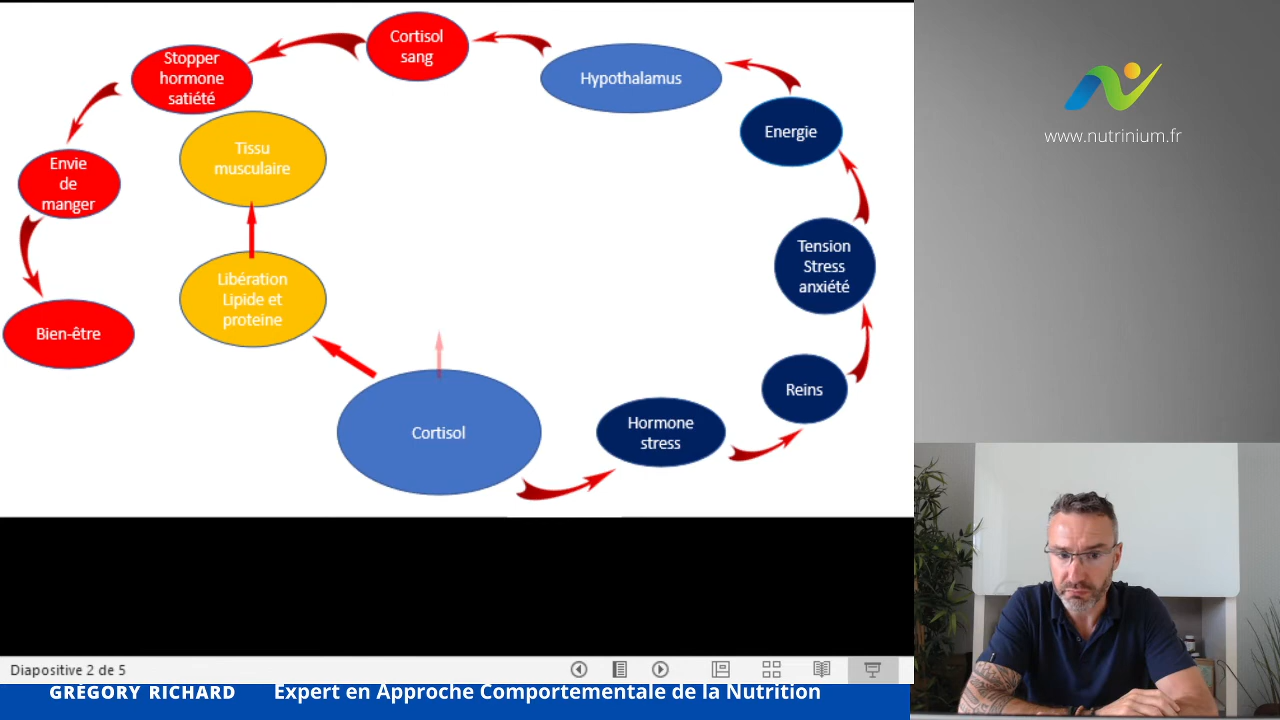 Cortisol
sang
Stopper
hormone
satiété
Hypothalamus
Energie
Tissu
musculaire
Envie
de
manger
Tension
Stress
anxiété
Libération
Lipide et
proteine
Bien-être
Reins
Hormone
stress
Cortisol
www.nutrinium.fr
Diapositive 2 de 5
GRÉGORY RICHARD Expert en Approche Comportementale de la Nutrition